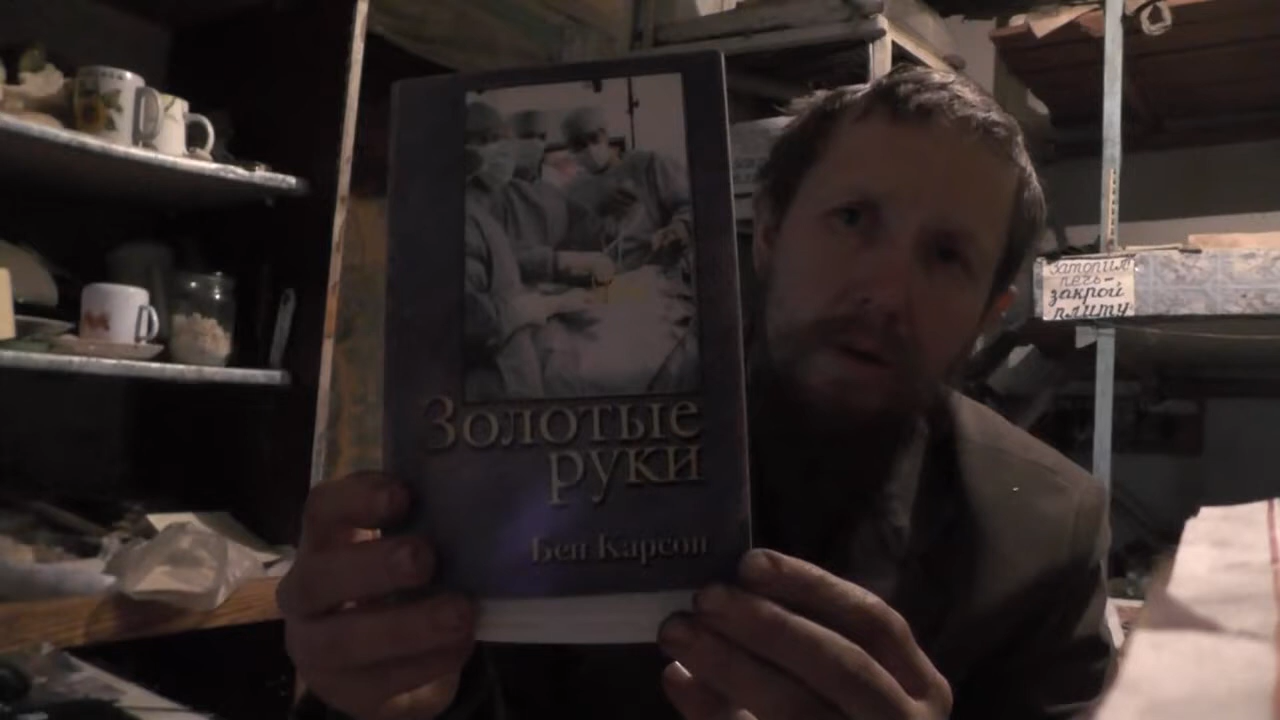 Золотые
руки
Бен Карсон
Затопил
печь-
закрой
плиту